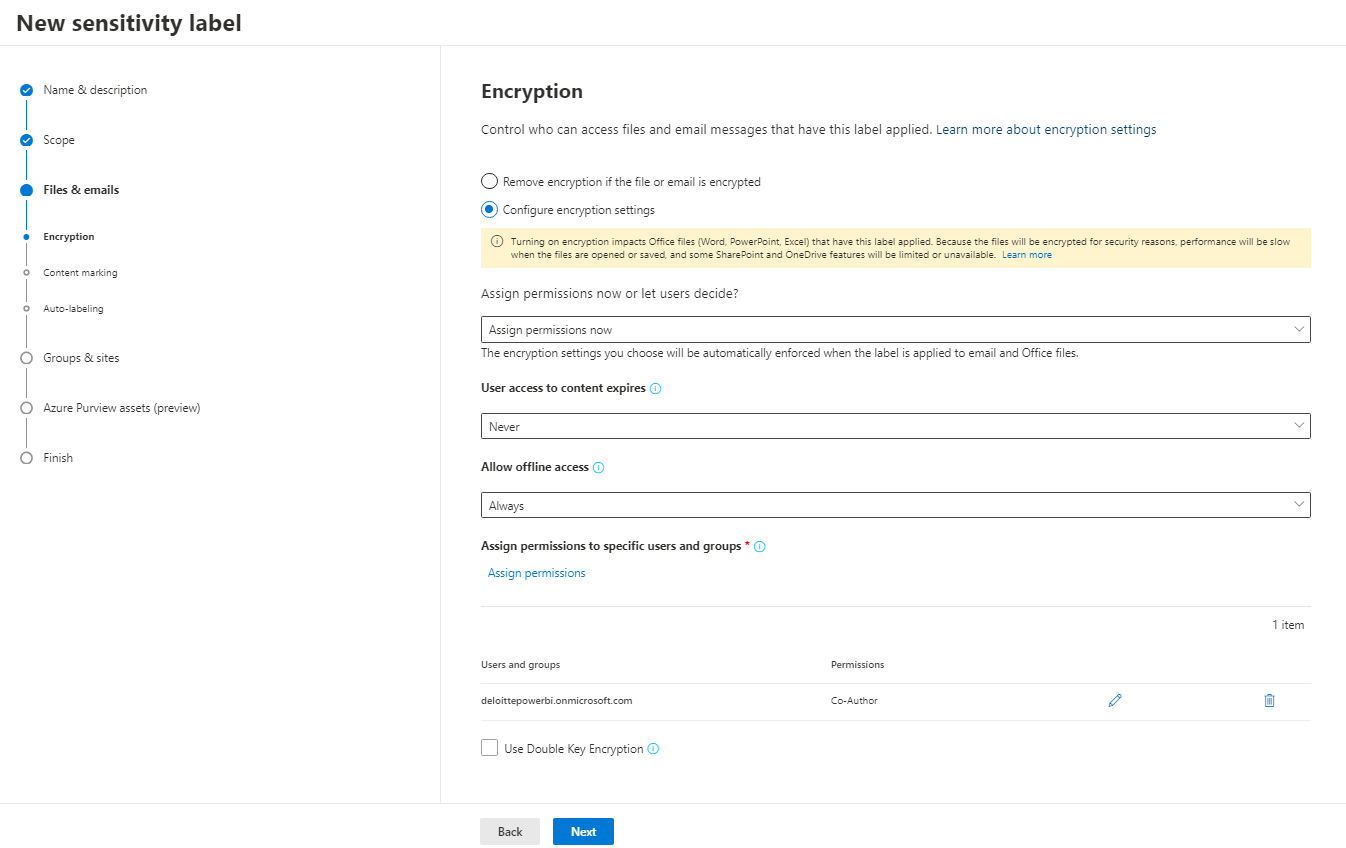 New sensitivity label
Name & description
Scope
Files & emails
Encryption
Content marking
Auto-labeling
Groups & sites
Azure Purview assets (preview)
Finish
Encryption
Control who can access files and email messages that have this label applied. Learn more about encryption settings
Remove encryption if the file or email is encrypted
Configure encryption settings
Turning on encryption impacts Office files (Word, PowerPoint, Excel) that have this label applied. Because the files will be encrypted for security reasons, performance will be slow
when the files are opened or saved, and some SharePoint and OneDrive features will be limited or unavailable. Learn more
Assign permissions now or let users decide?
Assign permissions now
The encryption settings you choose will be automatically enforced when the label is applied to email and Office files.
User access to content expires
Never
Allow offline access
Always
Assign permissions to specific users and groups *
Assign permissions
1 item
Users and groups Permissions
deloittepowerbi.onmicrosoft.com Co-Author
Use Double Key Encryption
Back Next